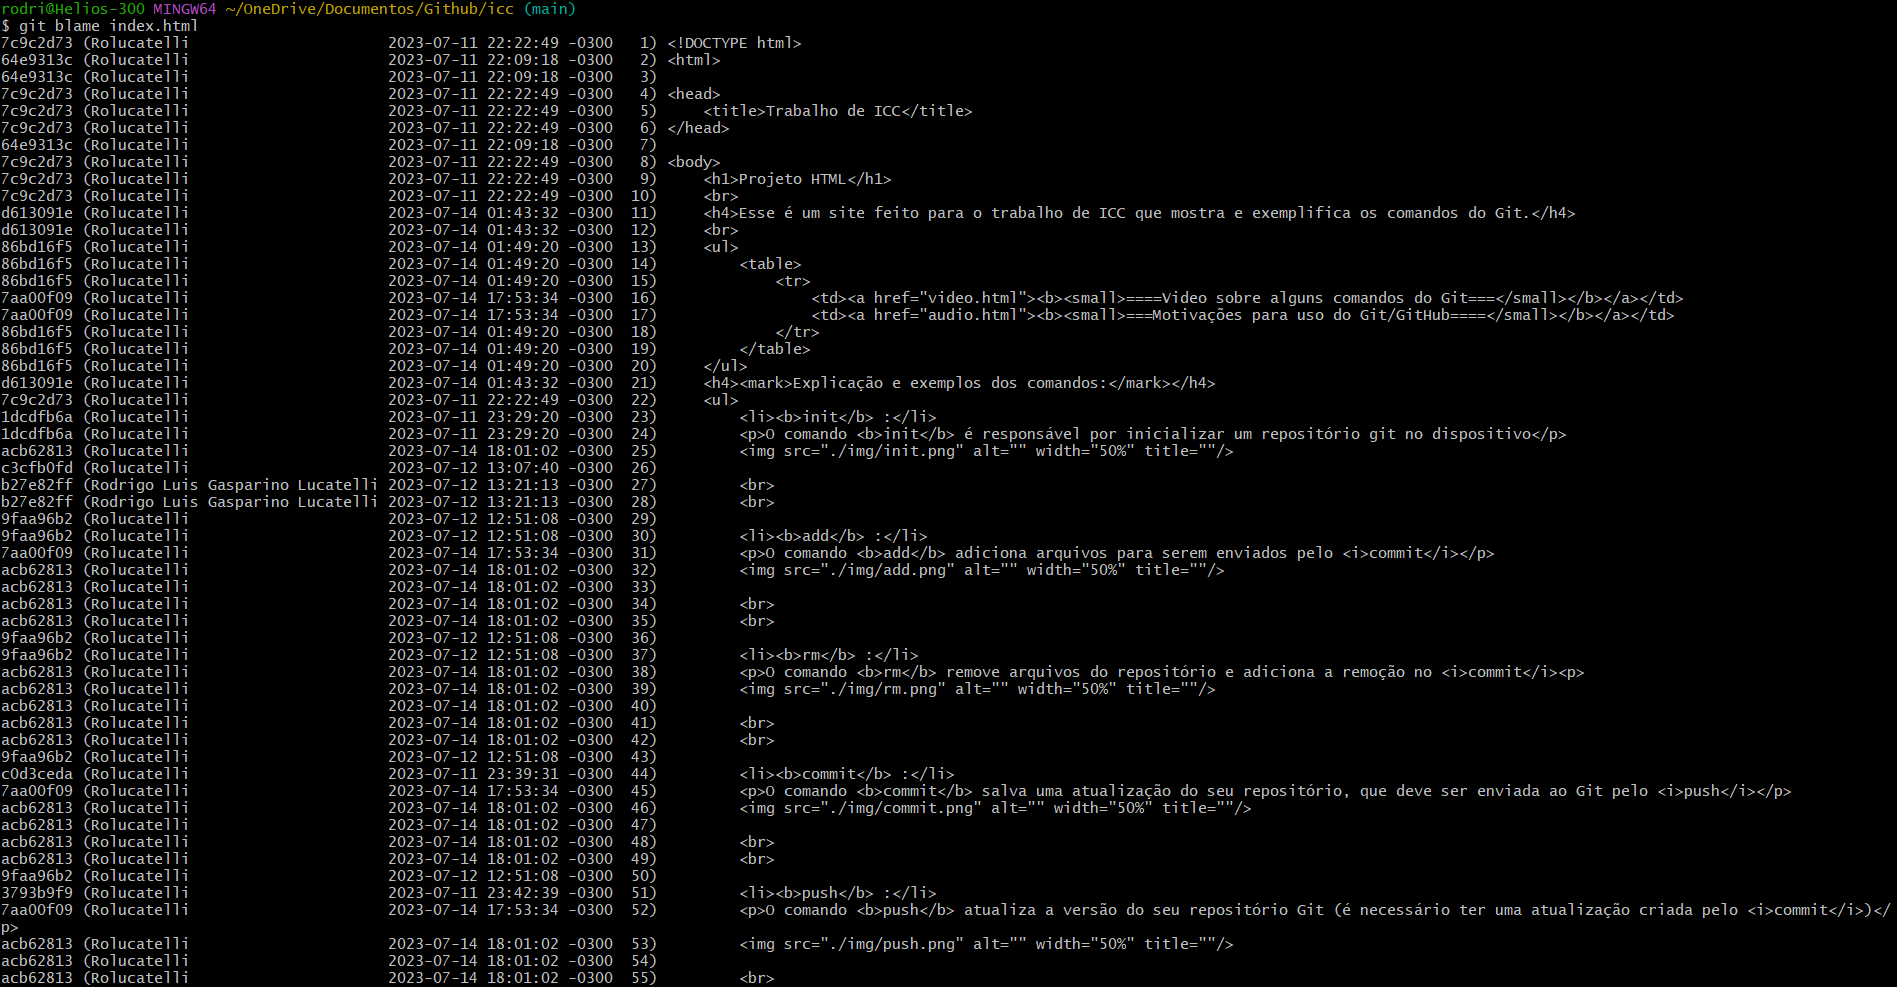 rodri@Helios-300 MINGW64 ~/OneDrive/Documentos/Github/icc (main)
$ git blame index.html
7c9c2d73 (Rolucatelli                      2023-07-11 22:22:49 -0300   1) <!DOCTYPE html>
64e9313c (Rolucatelli                      2023-07-11 22:09:18 -0300   2) <html>
64e9313c (Rolucatelli                      2023-07-11 22:09:18 -0300   3)
7c9c2d73 (Rolucatelli                      2023-07-11 22:22:49 -0300   4) <head>
7c9c2d73 (Rolucatelli                      2023-07-11 22:22:49 -0300   5)     <title>Trabalho de ICC</title>
7c9c2d73 (Rolucatelli                      2023-07-11 22:22:49 -0300   6) </head>
64e9313c (Rolucatelli                      2023-07-11 22:09:18 -0300   7)
7c9c2d73 (Rolucatelli                      2023-07-11 22:22:49 -0300   8) <body>
7c9c2d73 (Rolucatelli                      2023-07-11 22:22:49 -0300   9)     <h1>Projeto HTML</h1>
7c9c2d73 (Rolucatelli                      2023-07-11 22:22:49 -0300  10)     <br>
d613091e (Rolucatelli                      2023-07-14 01:43:32 -0300  11)     <h4>Esse é um site feito para o trabalho de ICC que mostra e exemplifica os comandos do Git.</h4>
d613091e (Rolucatelli                      2023-07-14 01:43:32 -0300  12)     <br>
86bd16f5 (Rolucatelli                      2023-07-14 01:49:20 -0300  13)     <ul>
86bd16f5 (Rolucatelli                      2023-07-14 01:49:20 -0300  14)         <table>
86bd16f5 (Rolucatelli                      2023-07-14 01:49:20 -0300  15)             <tr>
7aa00f09 (Rolucatelli                      2023-07-14 17:53:34 -0300  16)                 <td><a href="video.html"><b><small>====Video sobre alguns comandos do Git===</small></b></a></td>
7aa00f09 (Rolucatelli                      2023-07-14 17:53:34 -0300  17)                 <td><a href="audio.html"><b><small>===Motivações para uso do Git/GitHub====</small></b></a></td>
86bd16f5 (Rolucatelli                      2023-07-14 01:49:20 -0300  18)             </tr>
86bd16f5 (Rolucatelli                      2023-07-14 01:49:20 -0300  19)         </table>
86bd16f5 (Rolucatelli                      2023-07-14 01:49:20 -0300  20)     </ul>
d613091e (Rolucatelli                      2023-07-14 01:43:32 -0300  21)     <h4><mark>Explicação e exemplos dos comandos:</mark></h4>
7c9c2d73 (Rolucatelli                      2023-07-11 22:22:49 -0300  22)     <ul>
1dcdfb6a (Rolucatelli                      2023-07-11 23:29:20 -0300  23)         <li><b>init</b> :</li>
1dcdfb6a (Rolucatelli                      2023-07-11 23:29:20 -0300  24)         <p>O comando <b>init</b> é responsável por inicializar um repositório git no dispositivo</p>
acb62813 (Rolucatelli                      2023-07-14 18:01:02 -0300  25)         <img src="./img/init.png" alt="" width="50%" title=""/>
c3cfb0fd (Rolucatelli                      2023-07-12 13:07:40 -0300  26)
b27e82ff (Rodrigo Luis Gasparino Lucatelli 2023-07-12 13:21:13 -0300  27)         <br>
b27e82ff (Rodrigo Luis Gasparino Lucatelli 2023-07-12 13:21:13 -0300  28)         <br>
9faa96b2 (Rolucatelli                      2023-07-12 12:51:08 -0300  29)
9faa96b2 (Rolucatelli                      2023-07-12 12:51:08 -0300  30)         <li><b>add</b> :</li>
7aa00f09 (Rolucatelli                      2023-07-14 17:53:34 -0300  31)         <p>O comando <b>add</b> adiciona arquivos para serem enviados pelo <i>commit</i></p>
acb62813 (Rolucatelli                      2023-07-14 18:01:02 -0300  32)         <img src="./img/add.png" alt="" width="50%" title=""/>
acb62813 (Rolucatelli                      2023-07-14 18:01:02 -0300  33)
acb62813 (Rolucatelli                      2023-07-14 18:01:02 -0300  34)         <br>
acb62813 (Rolucatelli                      2023-07-14 18:01:02 -0300  35)         <br>
9faa96b2 (Rolucatelli                      2023-07-12 12:51:08 -0300  36)
9faa96b2 (Rolucatelli                      2023-07-12 12:51:08 -0300  37)         <li><b>rm</b> :</li>
acb62813 (Rolucatelli                      2023-07-14 18:01:02 -0300  38)         <p>O comando <b>rm</b> remove arquivos do repositório e adiciona a remoção no <i>commit</i><p>
acb62813 (Rolucatelli                      2023-07-14 18:01:02 -0300  39)         <img src="./img/rm.png" alt="" width="50%" title=""/>
acb62813 (Rolucatelli                      2023-07-14 18:01:02 -0300  40)
acb62813 (Rolucatelli                      2023-07-14 18:01:02 -0300  41)         <br>
acb62813 (Rolucatelli                      2023-07-14 18:01:02 -0300  42)         <br>
9faa96b2 (Rolucatelli                      2023-07-12 12:51:08 -0300  43)
c0d3ceda (Rolucatelli                      2023-07-11 23:39:31 -0300  44)         <li><b>commit</b> :</li>
7aa00f09 (Rolucatelli                      2023-07-14 17:53:34 -0300  45)         <p>O comando <b>commit</b> salva uma atualização do seu repositório, que deve ser enviada ao Git pelo <i>push</i></p>
acb62813 (Rolucatelli                      2023-07-14 18:01:02 -0300  46)         <img src="./img/commit.png" alt="" width="50%" title=""/>
acb62813 (Rolucatelli                      2023-07-14 18:01:02 -0300  47)
acb62813 (Rolucatelli                      2023-07-14 18:01:02 -0300  48)         <br>
acb62813 (Rolucatelli                      2023-07-14 18:01:02 -0300  49)         <br>
9faa96b2 (Rolucatelli                      2023-07-12 12:51:08 -0300  50)
3793b9f9 (Rolucatelli                      2023-07-11 23:42:39 -0300  51)         <li><b>push</b> :</li>
7aa00f09 (Rolucatelli                      2023-07-14 17:53:34 -0300  52)         <p>O comando <b>push</b> atualiza a versão do seu repositório Git (é necessário ter uma atualização criada pelo <i>commit</i>)</
p>
acb62813 (Rolucatelli                      2023-07-14 18:01:02 -0300  53)         <img src="./img/push.png" alt="" width="50%" title=""/>
acb62813 (Rolucatelli                      2023-07-14 18:01:02 -0300  54)
acb62813 (Rolucatelli                      2023-07-14 18:01:02 -0300  55)         <br>